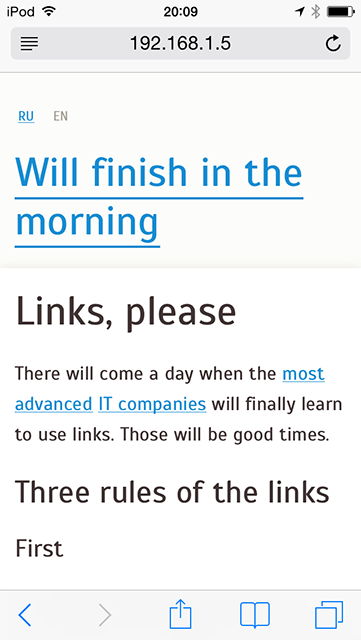 iPod 20:09
192.168.1.5
RU EN
Will finish in the
morning
Links, please
There will come a day when the most
advanced IT companies will finally learn
to use links. Those will be good times.
Three rules of the links
First